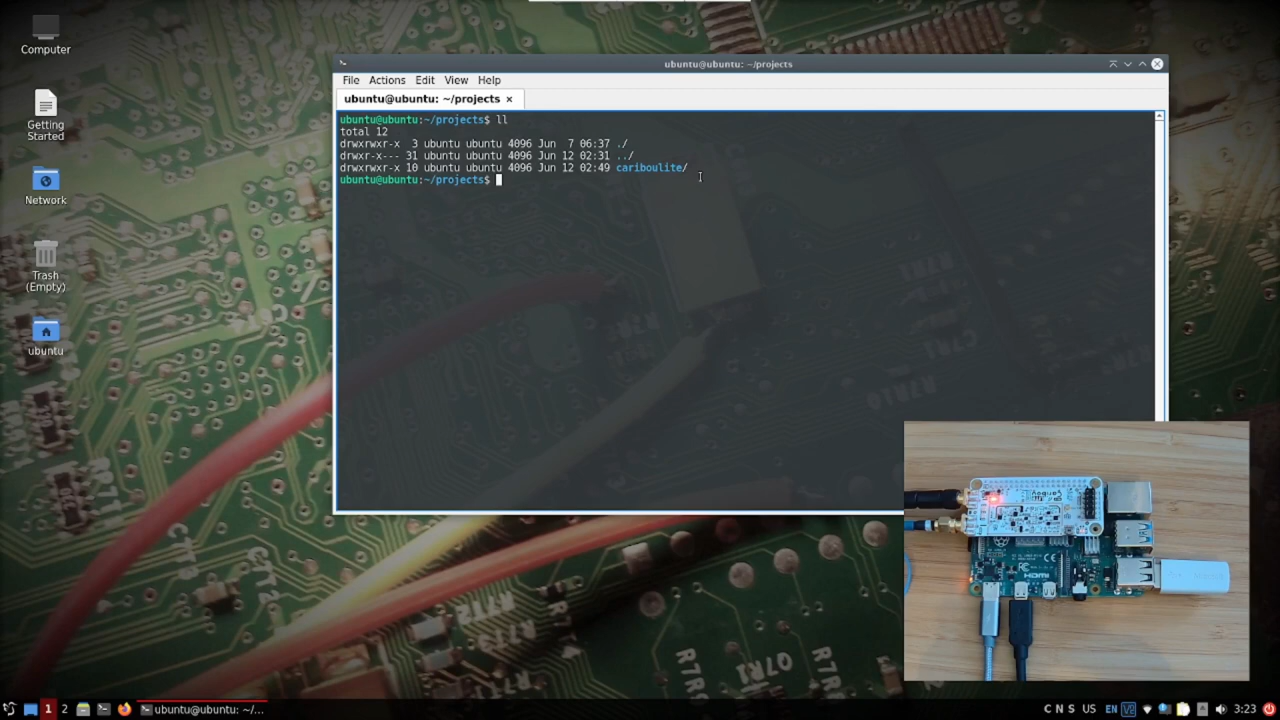 Computer
Getting
Started
Network
Trash
(Empty)
ubuntu
ubuntu@ubuntu: ~/projects
File Actions Edit View Help
ubuntu@ubuntu: ~/projects ×
ubuntu@ubuntu:~/projects$ ll
total 12
drwxrwxr-x  3 ubuntu ubuntu 4096 Jun  7 06:37 ./
drwxr-x--- 31 ubuntu ubuntu 4096 Jun 12 02:31 ../
drwxrwxr-x 10 ubuntu ubuntu 4096 Jun 12 02:49 cariboulite/
ubuntu@ubuntu:~/projects$
HDMI
1 2 ubuntu@ubuntu: ~/... C N S US EN 3:23